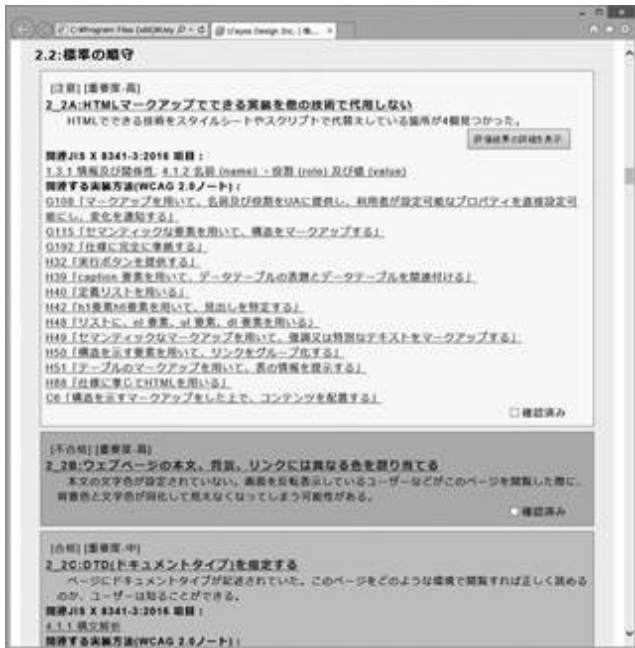 2.2:標準の順守
[注意] [重要度-高]
2_2A:HTMLマークアップでできる実装を他の技術で代用しない
HTMLでできる技術をスタイルシートやスクリプトで代替えしている箇所が4個見つかった。
評価結果の詳細を表示
関連JIS X 8341-3:2016 項目：
1.3.1 情報及び関係性, 4.1.2 名前 (name) ・役割 (role) 及び値 (value)
関連する実装方法(WCAG 2.0ノート)：
G108「マークアップを用いて、名前及び役割をUAに提供し、利用者が設定可能なプロパティを直接設定可
能にし、変化を通知する」
G115「セマンティックな要素を用いて、構造をマークアップする」
G192「仕様に完全に準拠する」
H32「実行ボタンを提供する」
H39「caption 要素を用いて、データテーブルの表題とデータテーブルを関連付ける」
H40「定義リストを用いる」
H42「h1要素h6要素を用いて、見出しを特定する」
H48「リストに、ol 要素、ul 要素、dl 要素を用いる」
H49「セマンティックなマークアップを用いて、強調又は特別なテキストをマークアップする」
H50「構造を示す要素を用いて、リンクをグループ化する」
H51「テーブルのマークアップを用いて、表の情報を提示する」
H88「仕様に準じてHTMLを用いる」
C6「構造を示すマークアップをした上で、コンテンツを配置する」
確認済み
[不合格] [重要度-高]
2_2B:ウェブページの本文、背景、リンクには異なる色を割り当てる
本文の文字色が設定されていない。画面を反転表示しているユーザーなどがこのページを閲覧した際に、
背景色と文字色が同化して見えなくなってしまう可能性がある。
確認済み
[合格] [重要度-中]
2_2C:DTD(ドキュメントタイプ)を指定する
ページにドキュメントタイプが記述されていた。このページをどのような環境で閲覧すれば正しく読める
のか、ユーザーは知ることができる。
関連JIS X 8341-3:2016 項目：
4.1.1 構文解析
関連する実装方法(WCAG 2.0ノート)：